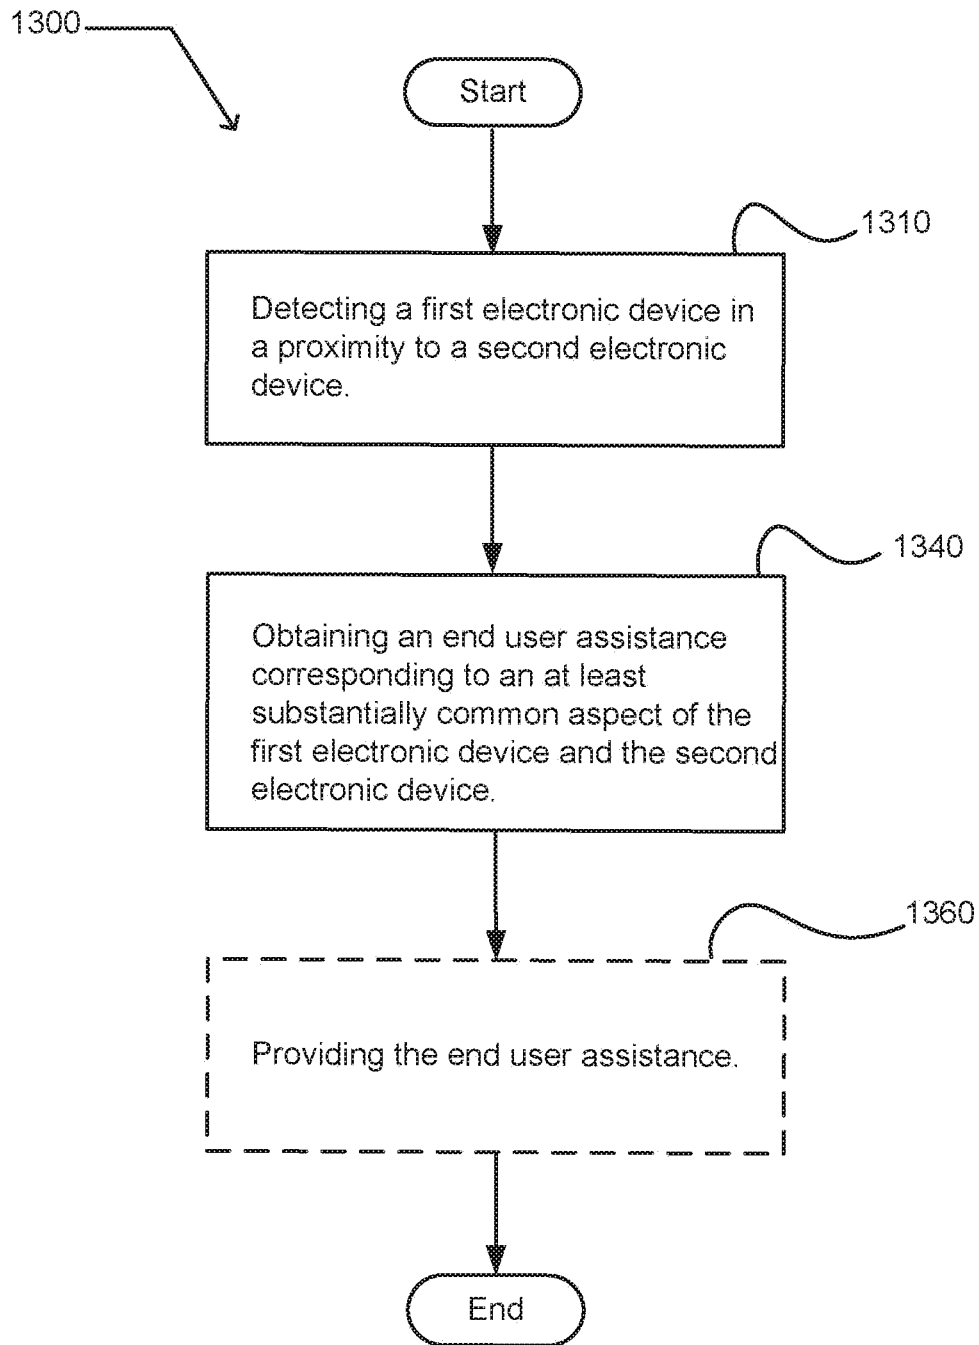 1300
Start
1310
Detecting a first electronic device in
a proximity to a second electronic
device.
1340
Obtaining an end user assistance
corresponding to an at least
substantially common aspect of the
first electronic device and the second
electronic device.
1360
Providing the end user assistance.
End